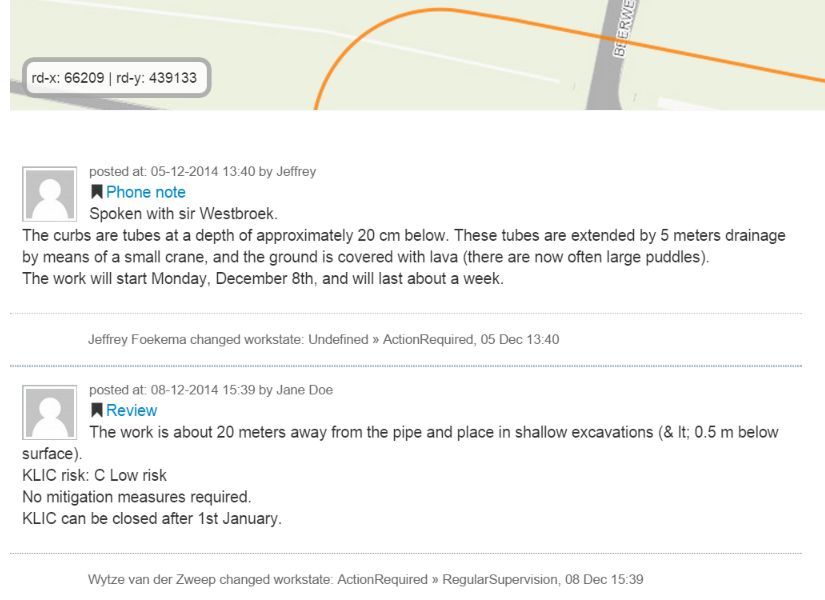 BEERWE
rd-x: 66209 | rd-y: 439133
posted at: 05-12-2014 13:40 by Jeffrey
Phone note
Spoken with sir Westbroek.
The curbs are tubes at a depth of approximately 20 cm below. These tubes are extended by 5 meters drainage
by means of a small crane, and the ground is covered with lava (there are now often large puddles).
The work will start Monday, December 8th, and will last about a week.
Jeffrey Foekema changed workstate: Undefined » ActionRequired, 05 Dec 13:40
posted at: 08-12-2014 15:39 by Jane Doe
Review
The work is about 20 meters away from the pipe and place in shallow excavations (& lt; 0.5 m below
surface).
KLIC risk: C Low risk
No mitigation measures required.
KLIC can be closed after 1st January.
Wytze van der Zweep changed workstate: ActionRequired » RegularSupervision, 08 Dec 15:39